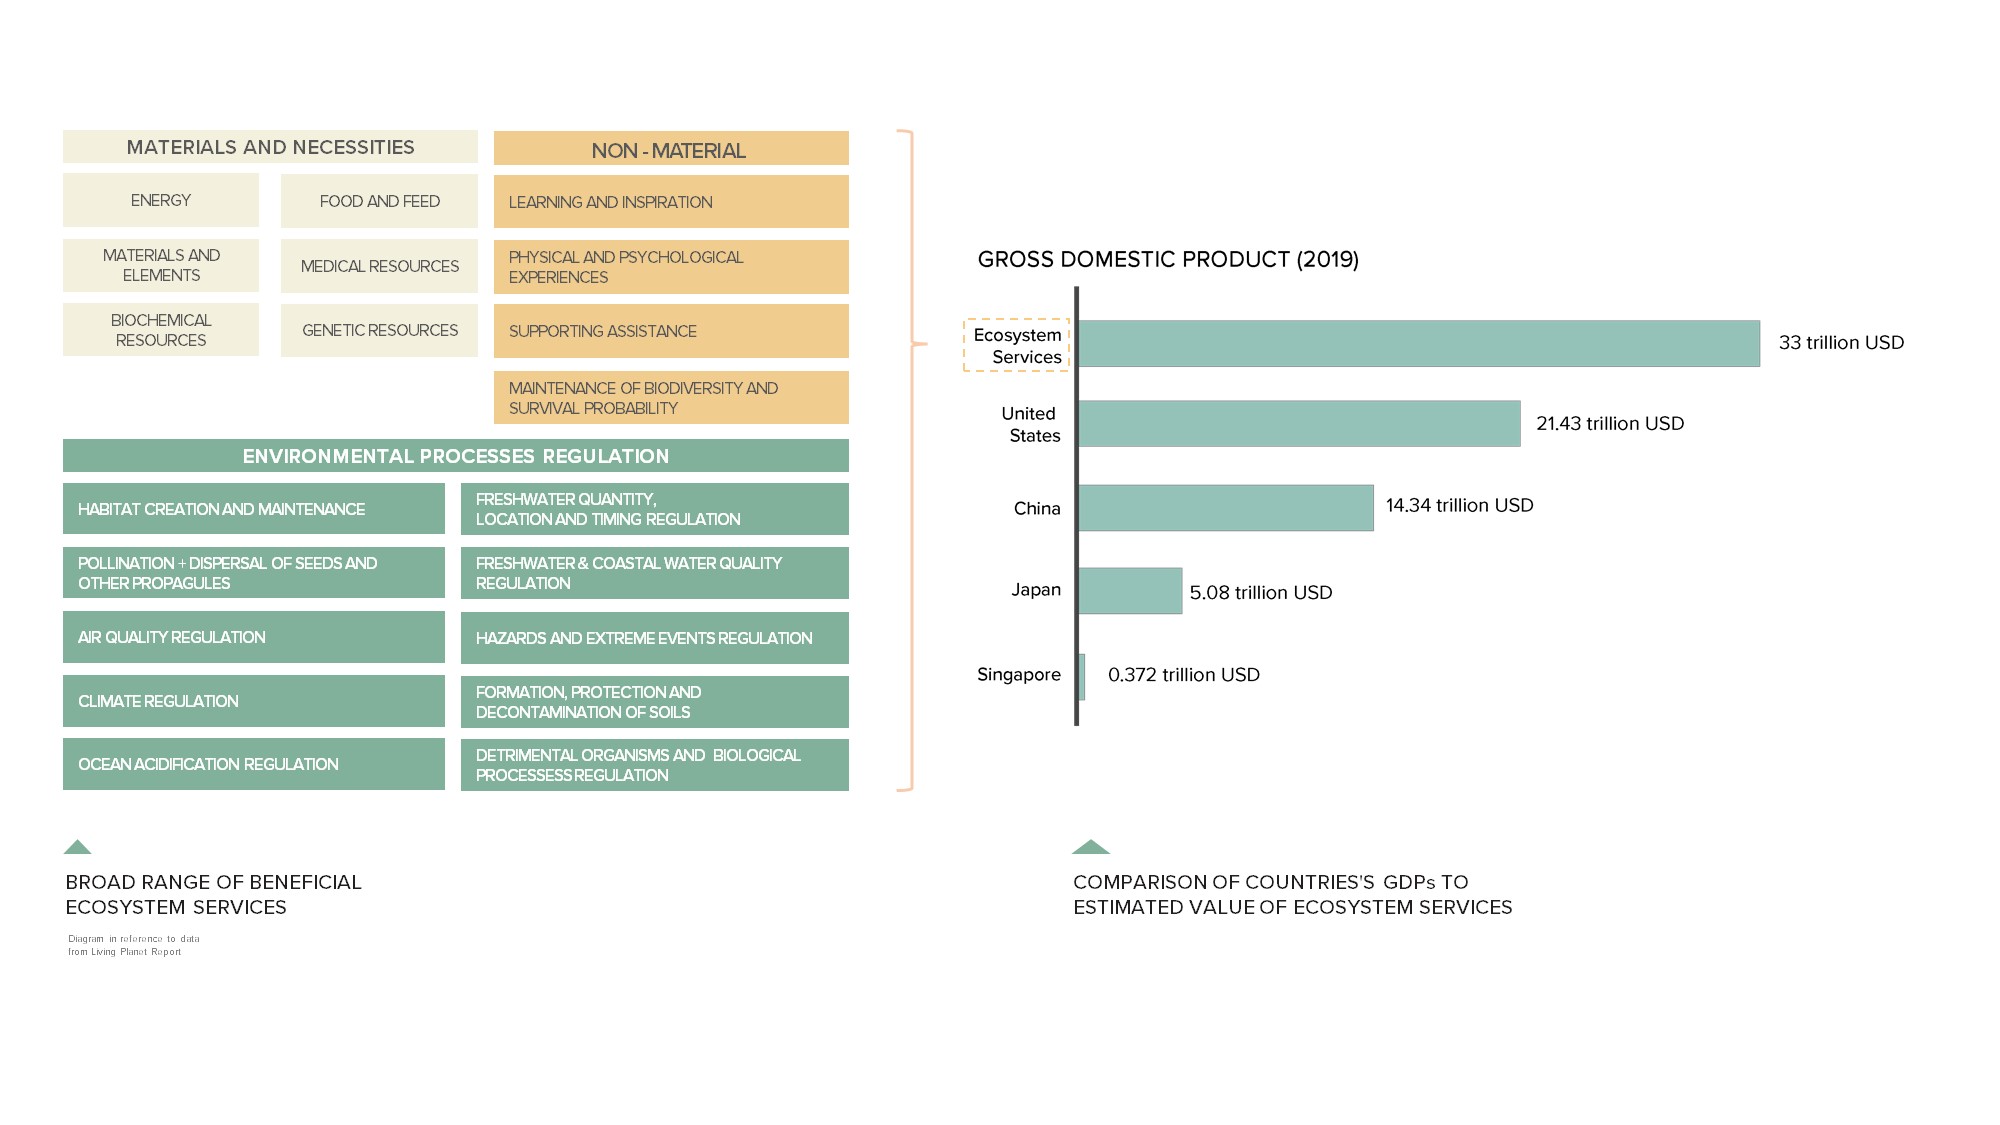 MATERIALS AND NECESSITIES
ENERGY
FOOD AND FEED
MATERIALS AND
ELEMENTS
MEDICAL RESOURCES
BIOCHEMICAL
RESOURCES
GENETIC RESOURCES
NON - MATERIAL
LEARNING AND INSPIRATION
PHYSICAL AND PSYCHOLOGICAL
EXPERIENCES
SUPPORTING ASSISTANCE
MAINTENANCE OF BIODIVERSITY AND
SURVIVAL PROBABILITY
ENVIRONMENTAL PROCESSES REGULATION
HABITAT CREATION AND MAINTENANCE
FRESHWATER QUANTITY,
LOCATION AND TIMING REGULATION
POLLINATION + DISPERSAL OF SEEDS AND
OTHER PROPAGULES
FRESHWATER & COASTAL WATER QUALITY
REGULATION
AIR QUALITY REGULATION
HAZARDS AND EXTREME EVENTS REGULATION
CLIMATE REGULATION
FORMATION, PROTECTION AND
DECONTAMINATION OF SOILS
OCEAN ACIDIFICATION REGULATION
DETRIMENTAL ORGANISMS AND BIOLOGICAL
PROCESSESS REGULATION
BROAD RANGE OF BENEFICIAL
ECOSYSTEM SERVICES
Diagram in reference to data
from Living Planet Report
GROSS DOMESTIC PRODUCT (2019)
Ecosystem
Services
33 trillion USD
United
States
21.43 trillion USD
China
14.34 trillion USD
Japan
5.08 trillion USD
Singapore
0.372 trillion USD
COMPARISON OF COUNTRIES'S GDPs TO
ESTIMATED VALUE OF ECOSYSTEM SERVICES